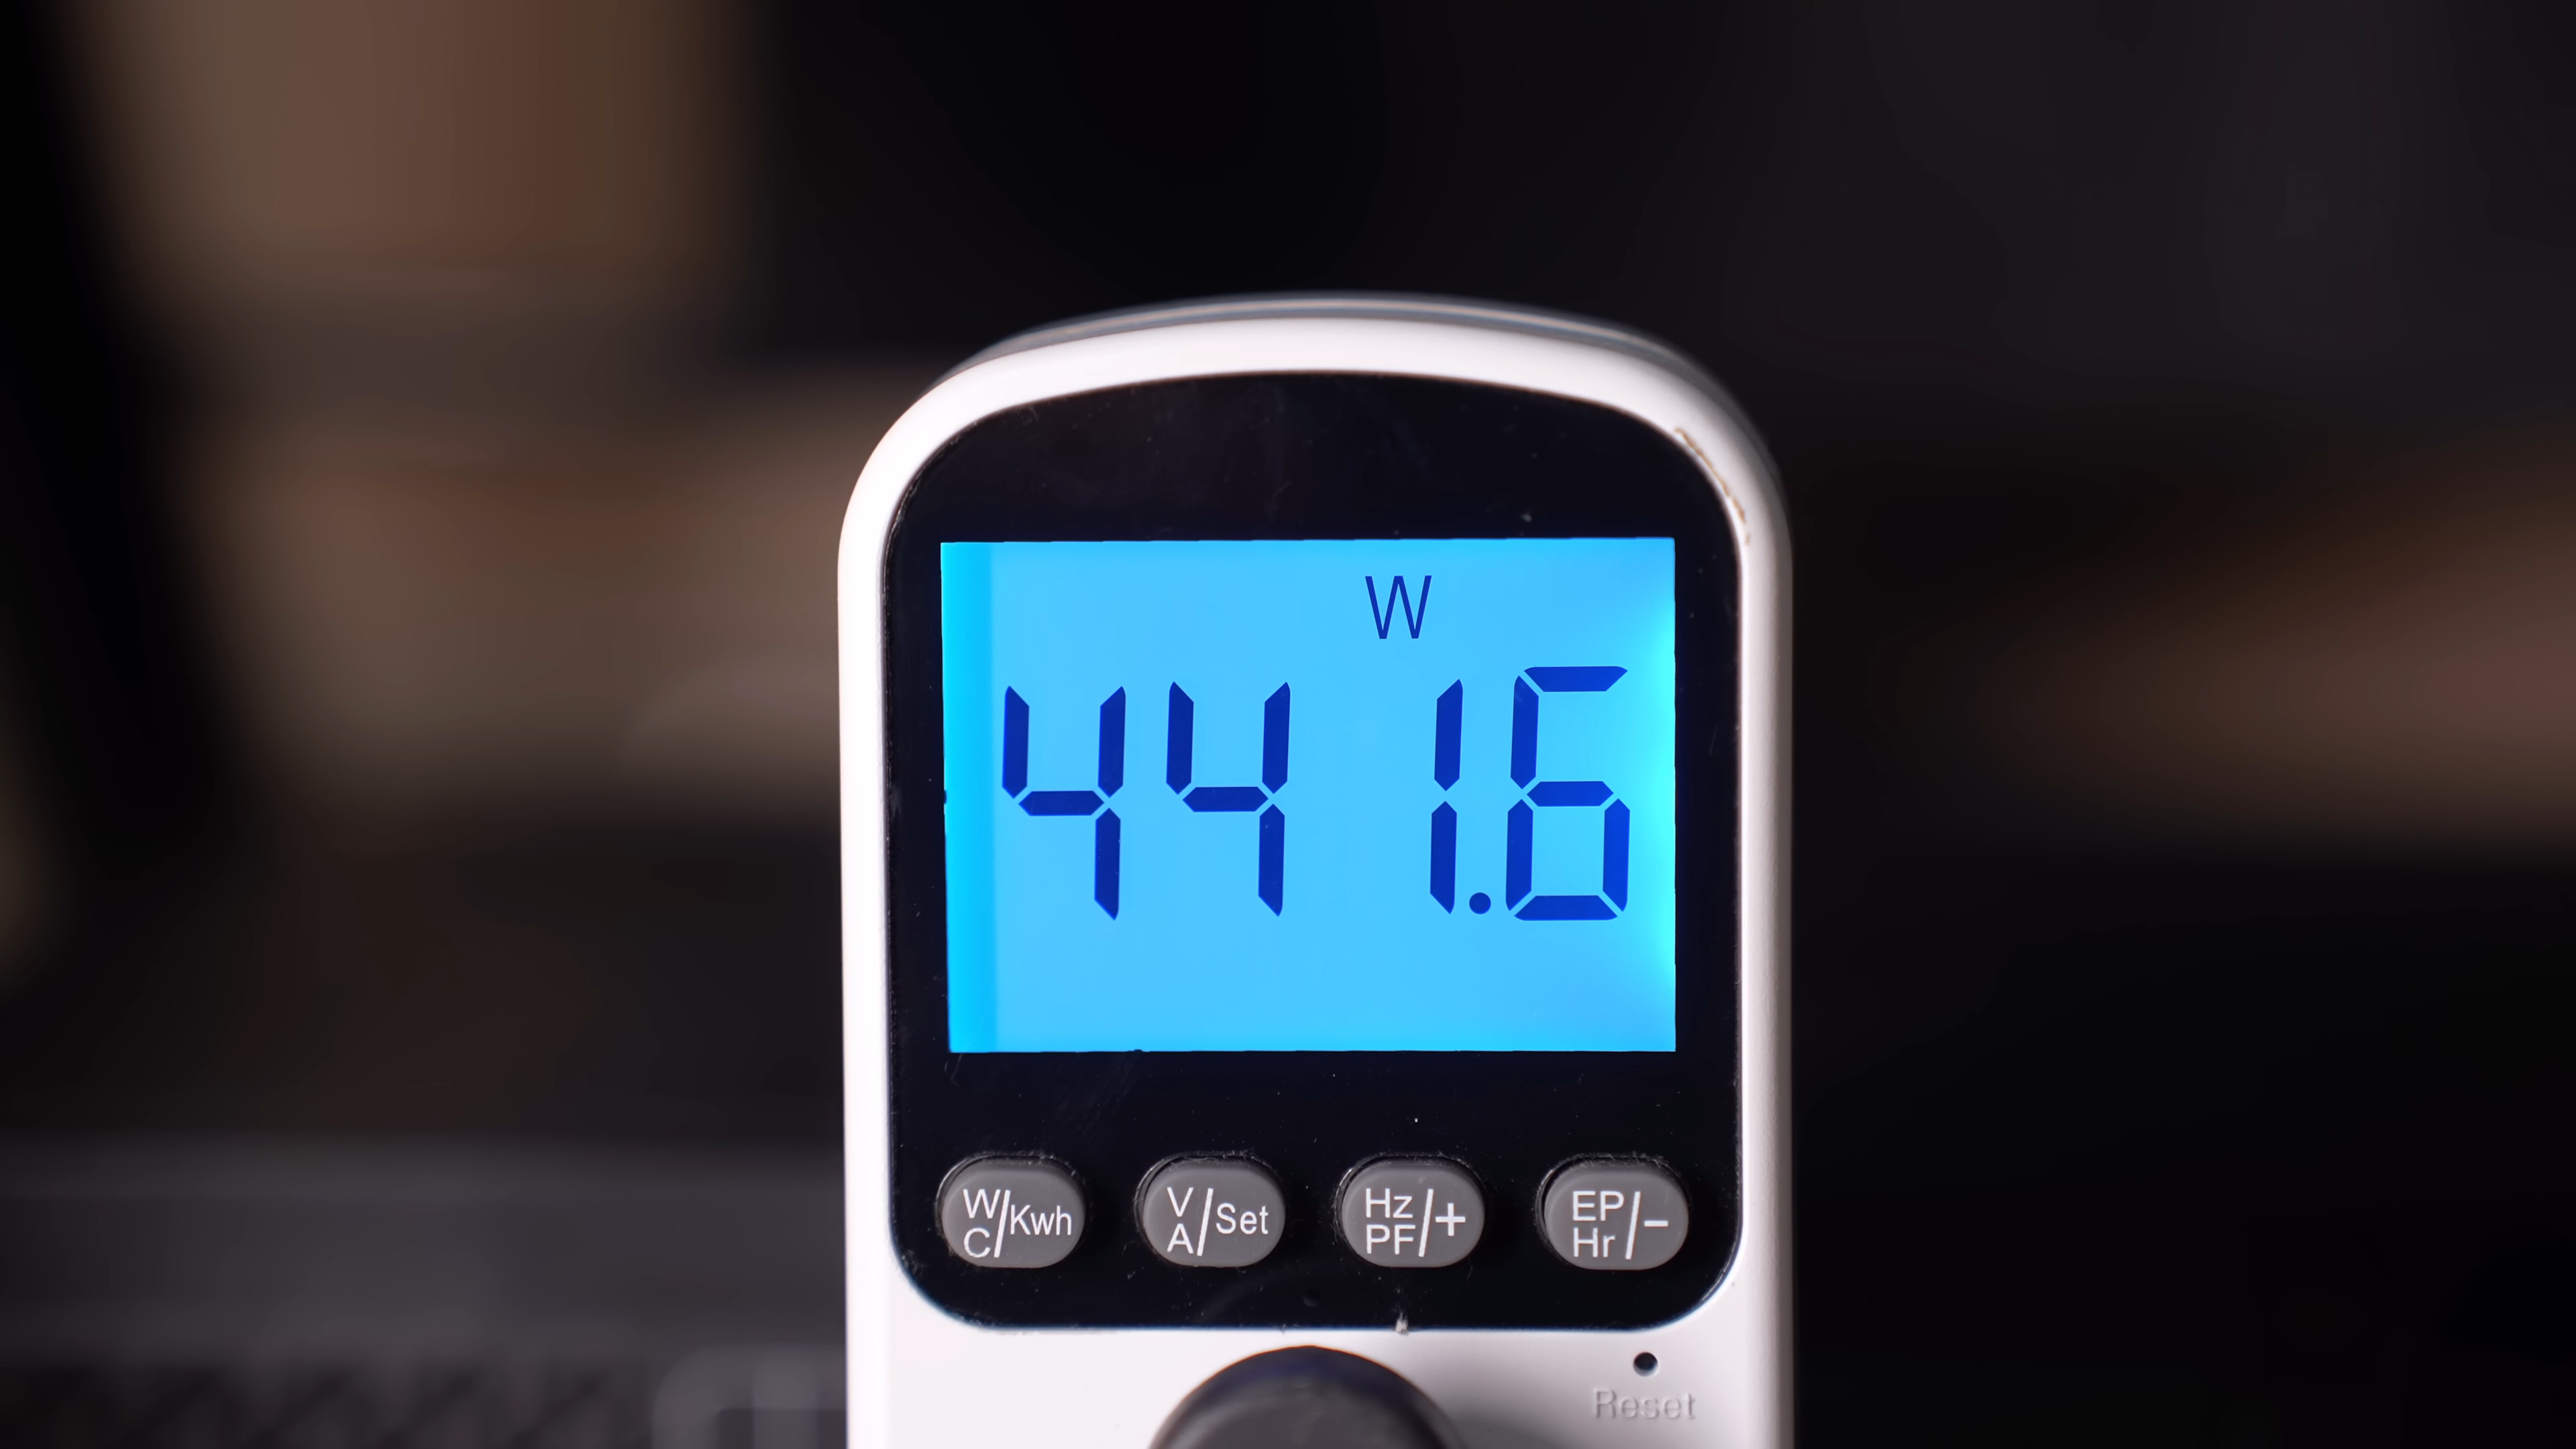 W
441.6
W/Kwh
C
V/Set
A
Hz/+
PF
EP/-
Hr
Reset